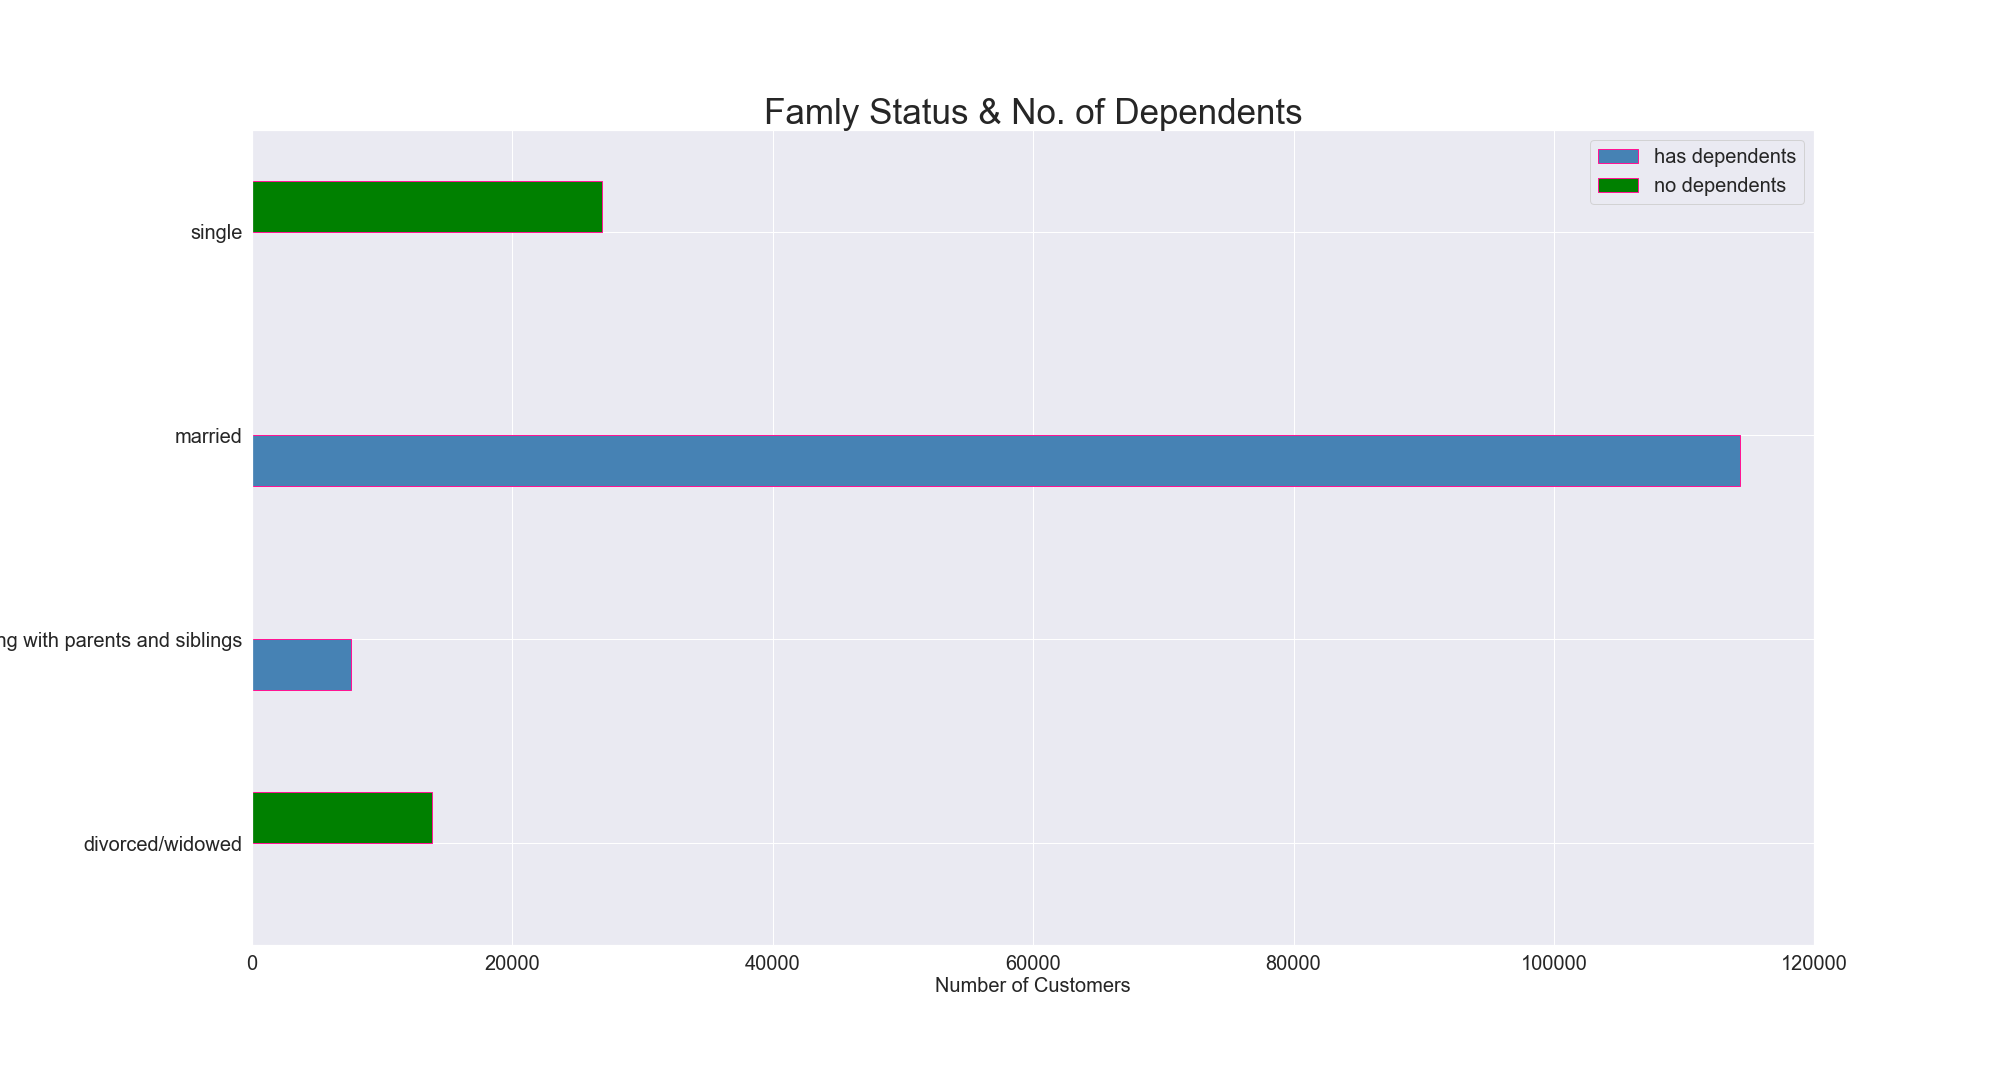 Famly Status & No. of Dependents
has dependents
no dependents
single
married
ng with parents and siblings
divorced/widowed
0 20000 40000 60000 80000 100000 120000
Number of Customers